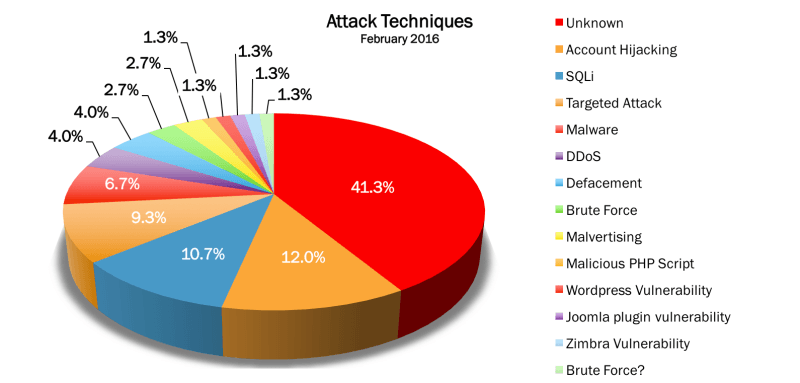 Attack Techniques
February 2016
1.3%
1.3%
2.7%
1.3%
1.3%
2.7%
1.3%
4.0%
4.0%
6.7%
41.3%
9.3%
10.7%
12.0%
Unknown
Account Hijacking
SQLi
Targeted Attack
Malware
DDoS
Defacement
Brute Force
Malvertising
Malicious PHP Script
Wordpress Vulnerability
Joomla plugin vulnerability
Zimbra Vulnerability
Brute Force?